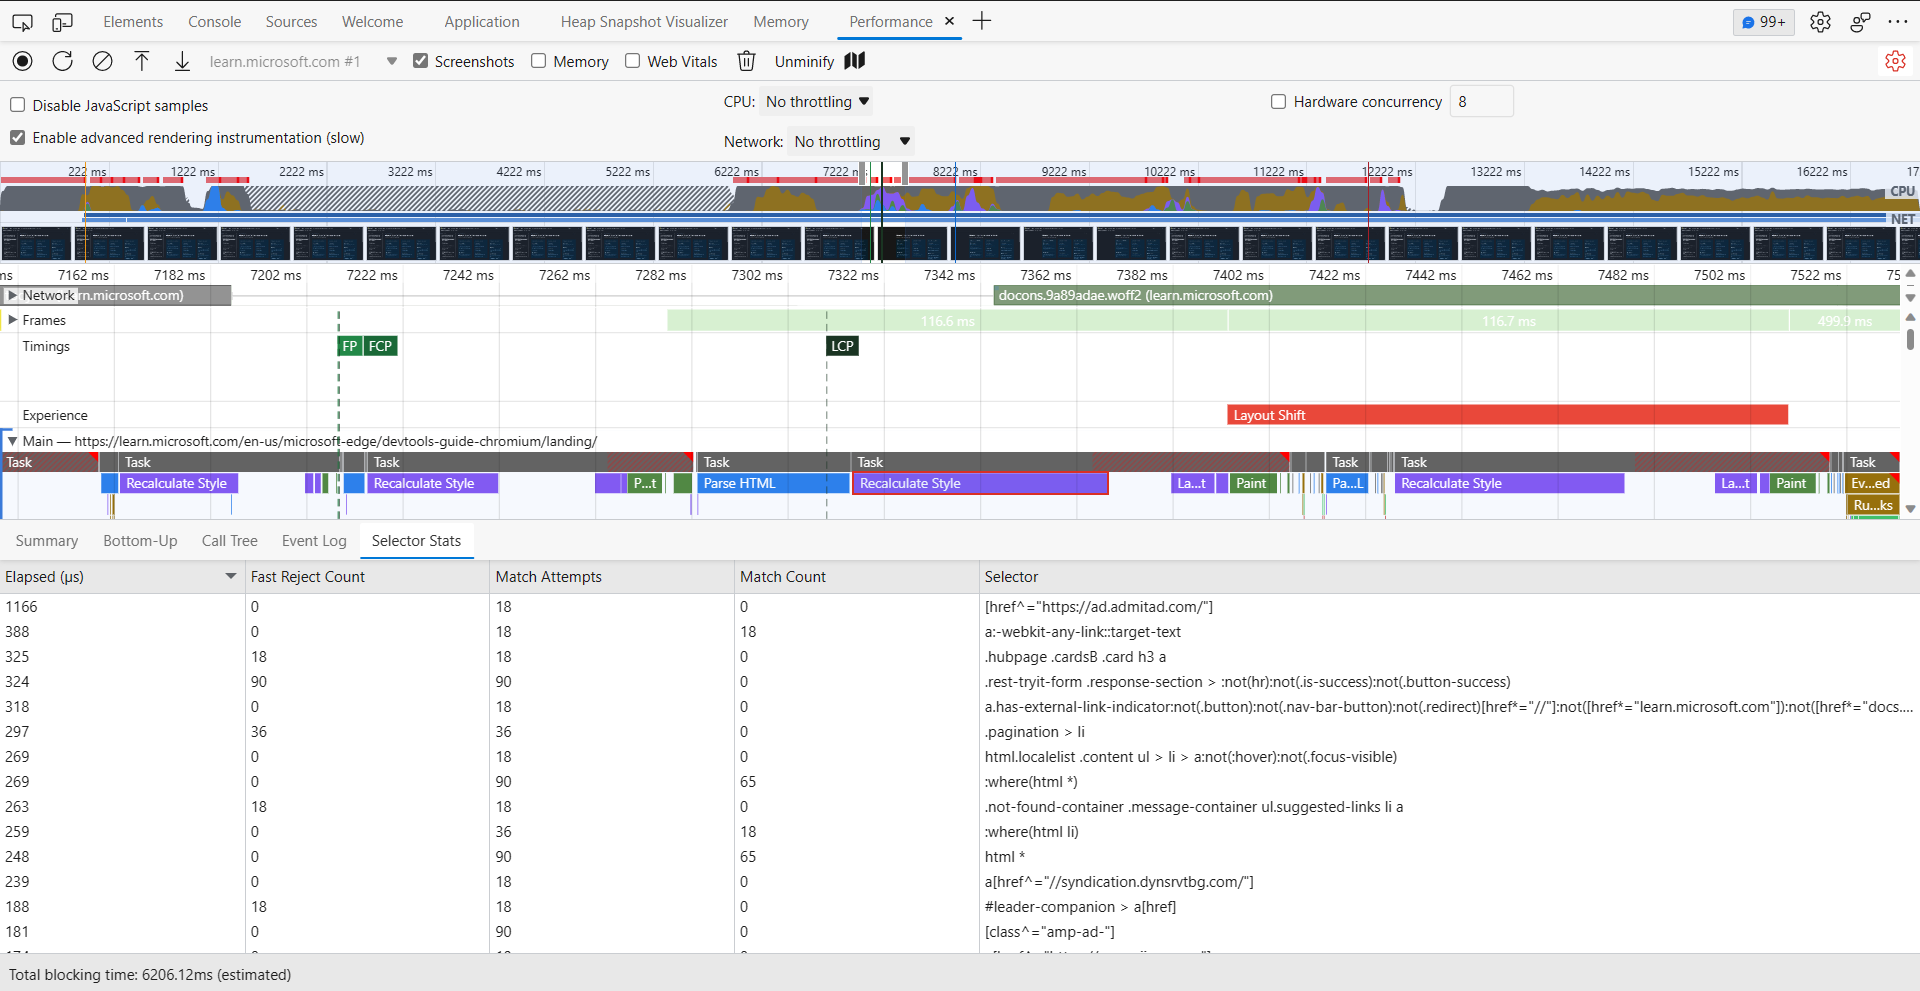 Elements Console Sources Welcome Application Heap Snapshot Visualizer Memory Performance 99+
learn.microsoft.com #1 Screenshots Memory Web Vitals Unminify
Disable JavaScript samples CPU: No throttling Hardware concurrency 8
Enable advanced rendering instrumentation (slow) Network: No throttling
222 ms 1222 ms 2222 ms 3222 ms 4222 ms 5222 ms 6222 ms 7222 8222 ms 9222 ms 10222 ms 11222 ms 12222 ms 13222 ms 14222 ms 15222 ms 16222 ms 17
CPU
NET
ms 7162 ms 7182 ms 7202 ms 7222 ms 7242 ms 7262 ms 7282 ms 7302 ms 7322 ms 7342 ms 7362 ms 7382 ms 7402 ms 7422 ms 7442 ms 7462 ms 7482 ms 7502 ms 7522 ms 75
Network rn.microsoft.com) docons.9a89adae.woff2 (learn.microsoft.com)
Frames 116.6 ms 116.7 ms 499.9 ms
Timings FP FCP LCP
Experience Layout Shift
Main — https://learn.microsoft.com/en-us/microsoft-edge/devtools-guide-chromium/landing/
Task Task Task Task Task Task Task Task
Recalculate Style Recalculate Style P...t Parse HTML Recalculate Style La...t Paint Pa...L Recalculate Style La...t Paint Ev...ed
Ru...ks
Summary Bottom-Up Call Tree Event Log Selector Stats
Elapsed (µs) Fast Reject Count Match Attempts Match Count Selector
1166 0 18 0 [href^="https://ad.admitad.com/"]
388 0 18 18 a:-webkit-any-link::target-text
325 18 18 0 .hubpage .cardsB .card h3 a
324 90 90 0 .rest-tryit-form .response-section > :not(hr):not(.is-success):not(.button-success)
318 0 18 0 a.has-external-link-indicator:not(.button):not(.nav-bar-button):not(.redirect)[href*="//"]:not([href*="learn.microsoft.com"]):not([href*="docs....
297 36 36 0 .pagination > li
269 0 18 0 html.localelist .content ul > li > a:not(:hover):not(.focus-visible)
269 0 90 65 :where(html *)
263 18 18 0 .not-found-container .message-container ul.suggested-links li a
259 0 36 18 :where(html li)
248 0 90 65 html *
239 0 18 0 a[href^="//syndication.dynsrvtbg.com/"]
188 18 18 0 #leader-companion > a[href]
181 0 90 0 [class^="amp-ad-"]
Total blocking time: 6206.12ms (estimated)